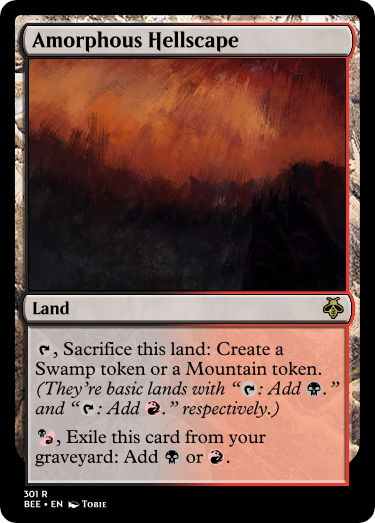 Amorphous Hellscape
Land
, Sacrifice this land: Create a
Swamp token or a Mountain token.
(They're basic lands with “: Add .”
and “: Add .” respectively.)
, Exile this card from your
graveyard: Add or .
301 R
BEE • EN Tobie